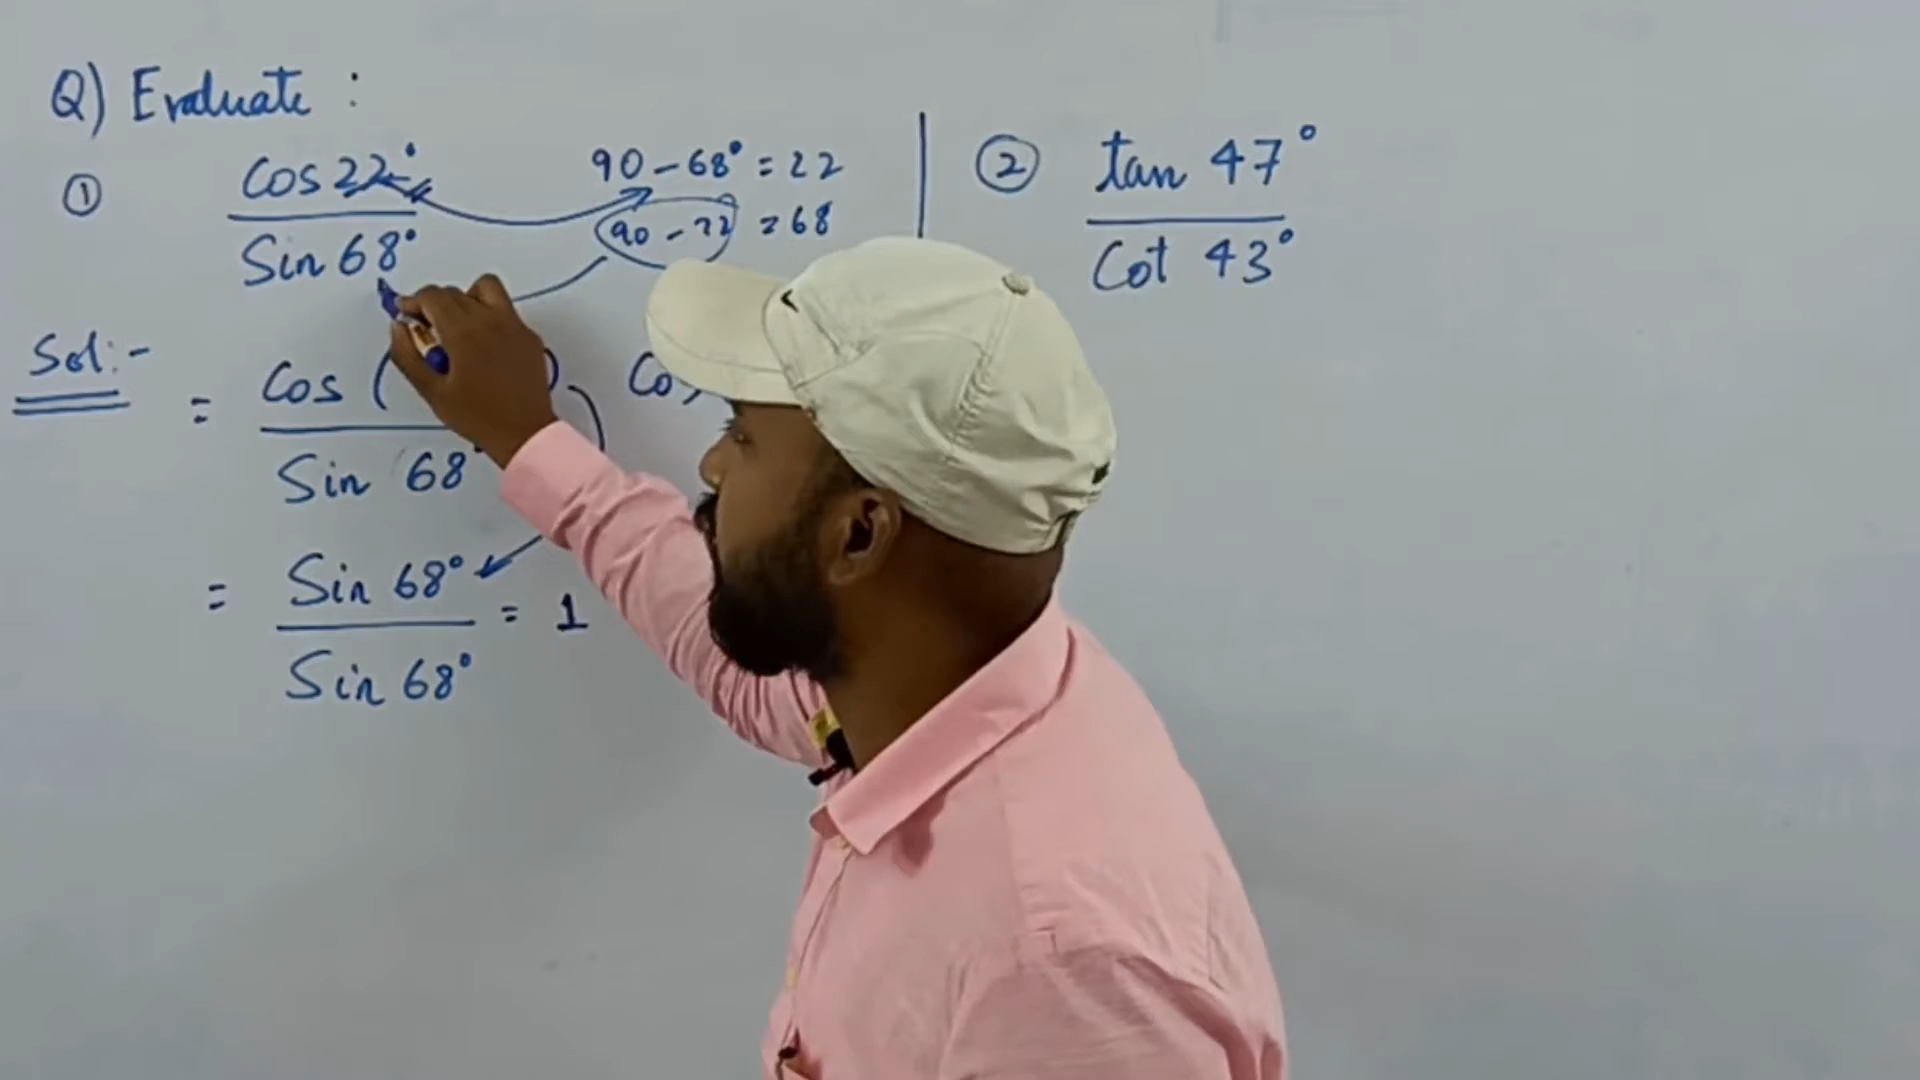 Q) Evaluate :
① Cos 22°
Sin 68°
90 - 68° = 22
90 - 22 = 68
② tan 47°
Cot 43°
Sol:-
= Cos (
)
Sin 68°
= Sin 68° = 1
Sin 68°